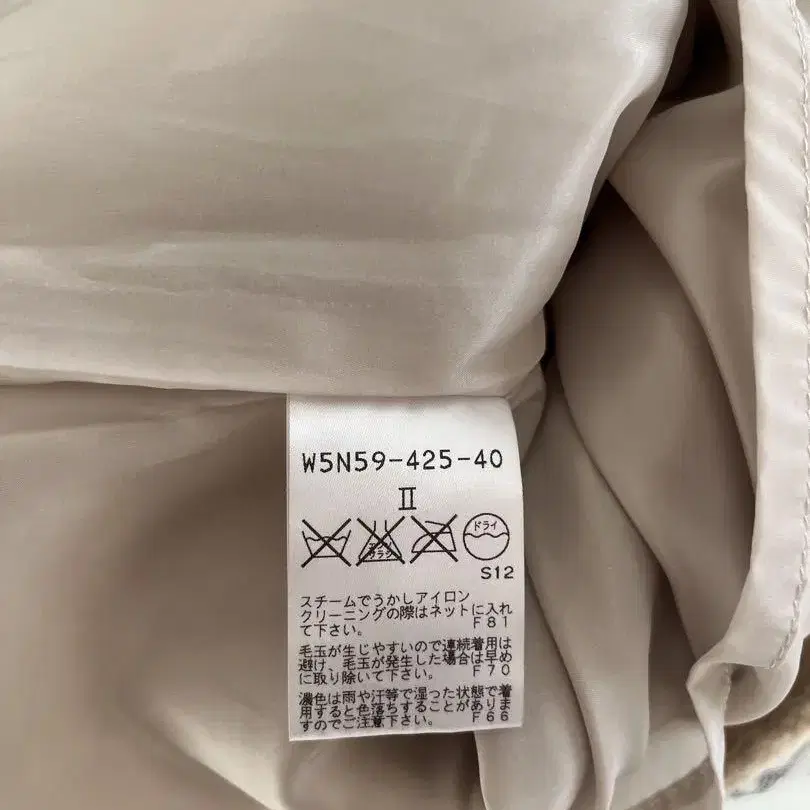 W5N59-425-40
Ⅱ
エンソ
サラシ
ドライ
S12
スチームでうかしアイロン
クリーニングの際はネットに入れ
て下さい。 F81
毛玉が生じやすいので連続着用は
避け、毛玉が発生した場合は早め
に取り除いて下さい。 F70
濃色は雨や汗等で湿った状態で着
用すると色落ちすることがありま
すのでご注意下さい。 F66